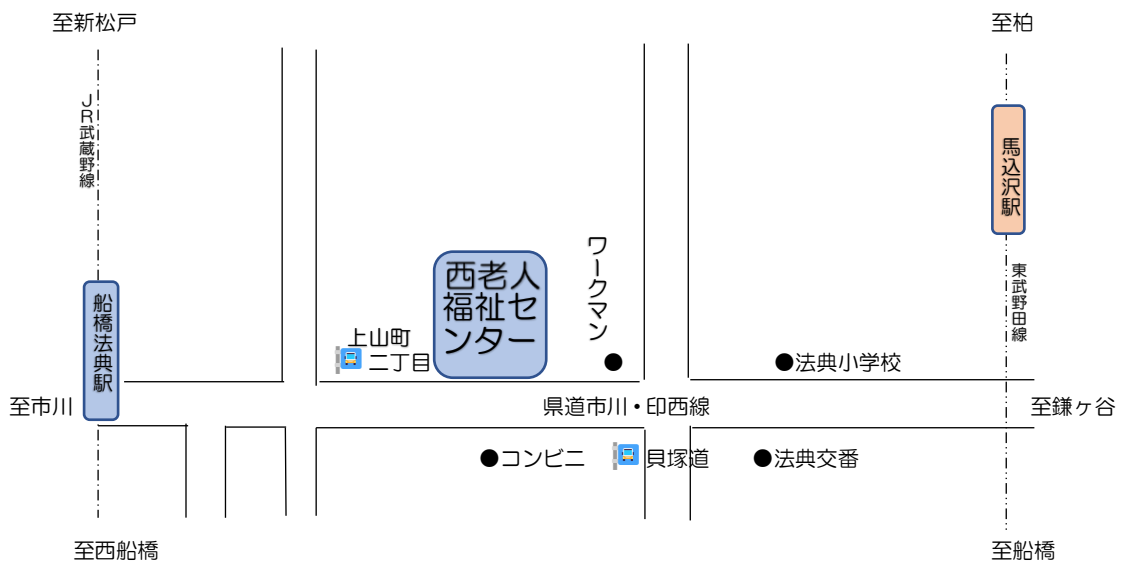 至新松戸
至柏
JR武蔵野線
馬込沢駅
ワークマン
西老人
福祉セ
ンター
東武野田線
船橋法典駅
上山町
二丁目
●法典小学校
至市川
県道市川・印西線
至鎌ヶ谷
●コンビニ
貝塚道
●法典交番
至西船橋
至船橋